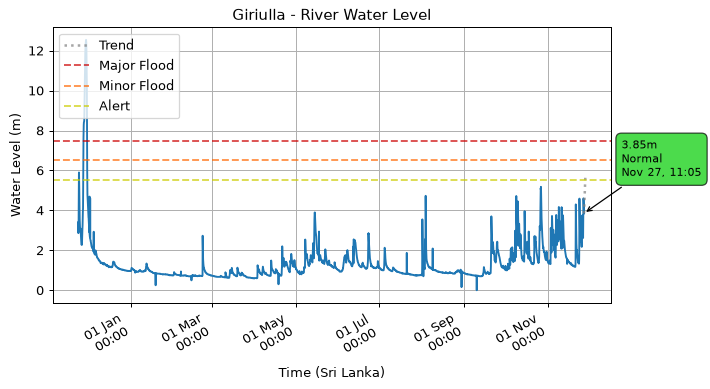 Giriulla - River Water Level
Trend
Major Flood
Minor Flood
Alert
3.85m
Normal
Nov 27, 11:05
Water Level (m)
12
10
8
6
4
2
0
01 Jan
00:00
01 Mar
00:00
01 May
00:00
01 Jul
00:00
01 Sep
00:00
01 Nov
00:00
Time (Sri Lanka)